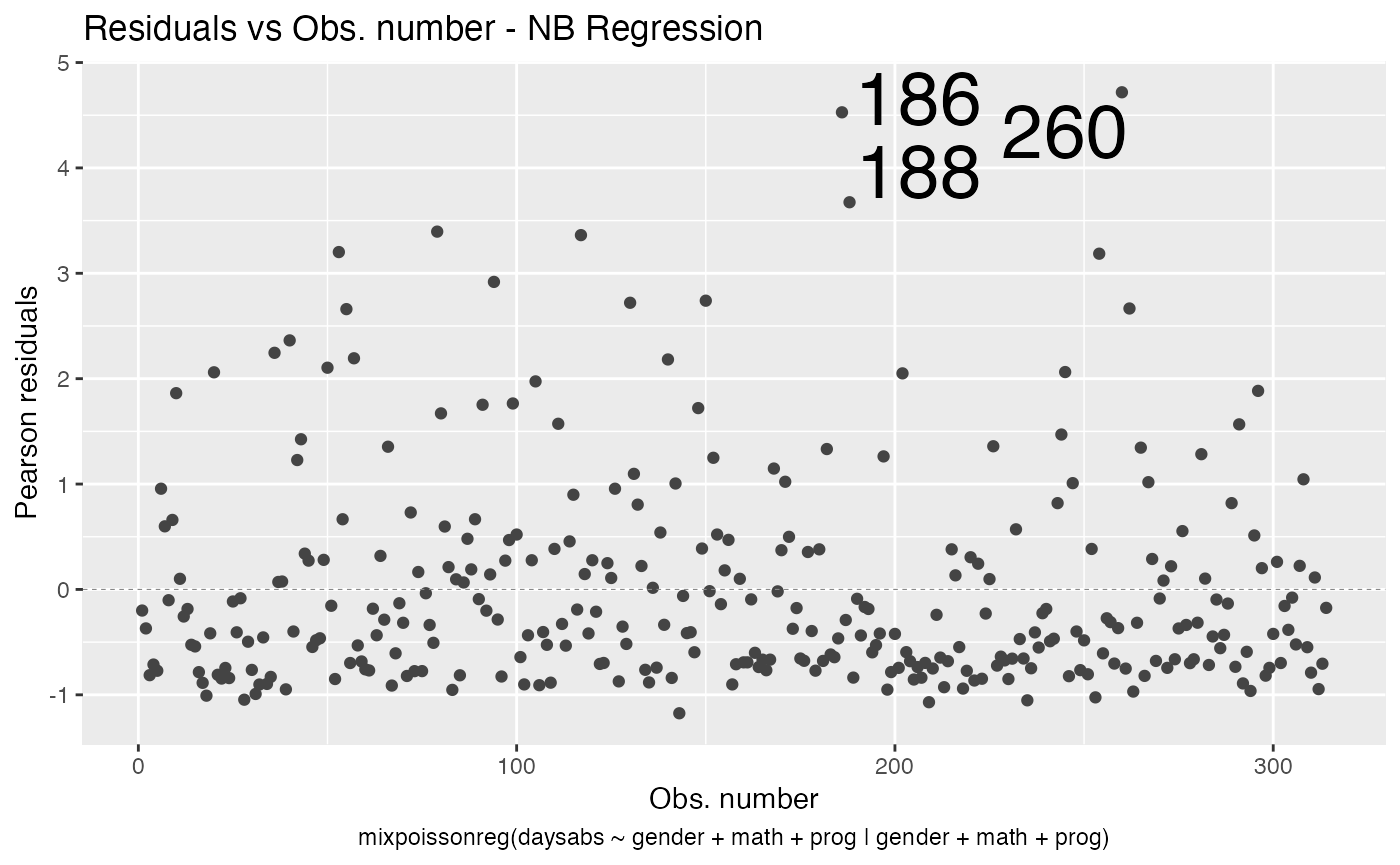 Residuals vs Obs. number - NB Regression
5
186
260
4
188
3
2
1
0
-1
Pearson residuals
0 100 200 300
Obs. number
mixpoissonreg(daysabs ~ gender + math + prog | gender + math + prog)